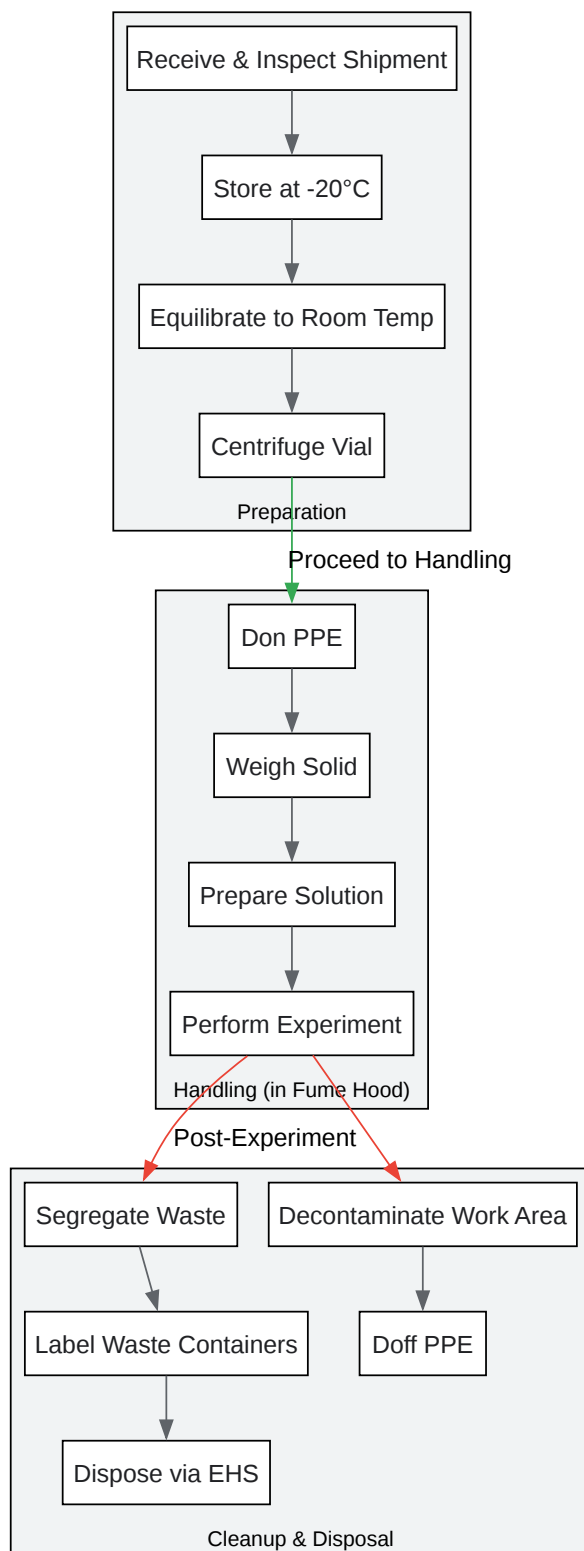 Receive & Inspect Shipment
Store at -20°C
Equilibrate to Room Temp
Centrifuge Vial
Preparation
Proceed to Handling
Don PPE
Weigh Solid
Prepare Solution
Perform Experiment
Handling (in Fume Hood)
Post-Experiment
Segregate Waste
Decontaminate Work Area
Label Waste Containers
Doff PPE
Dispose via EHS
Cleanup & Disposal